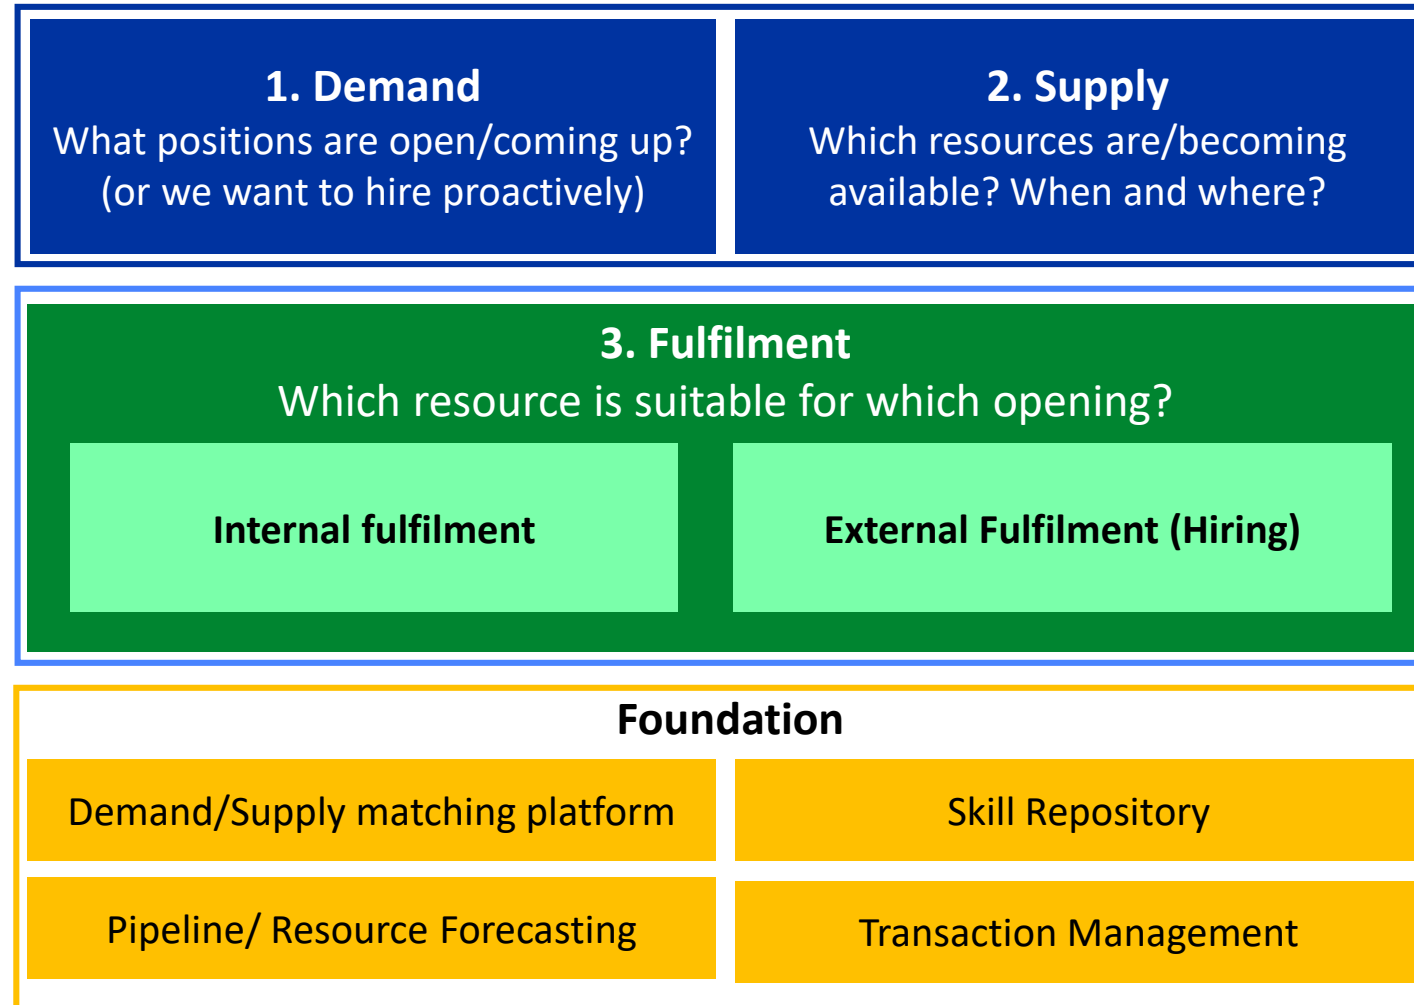 1. Demand
What positions are open/coming up?
(or we want to hire proactively)
2. Supply
Which resources are/becoming
available? When and where?
3. Fulfilment
Which resource is suitable for which opening?
Internal fulfilment
External Fulfilment (Hiring)
Foundation
Demand/Supply matching platform
Skill Repository
Pipeline/ Resource Forecasting
Transaction Management